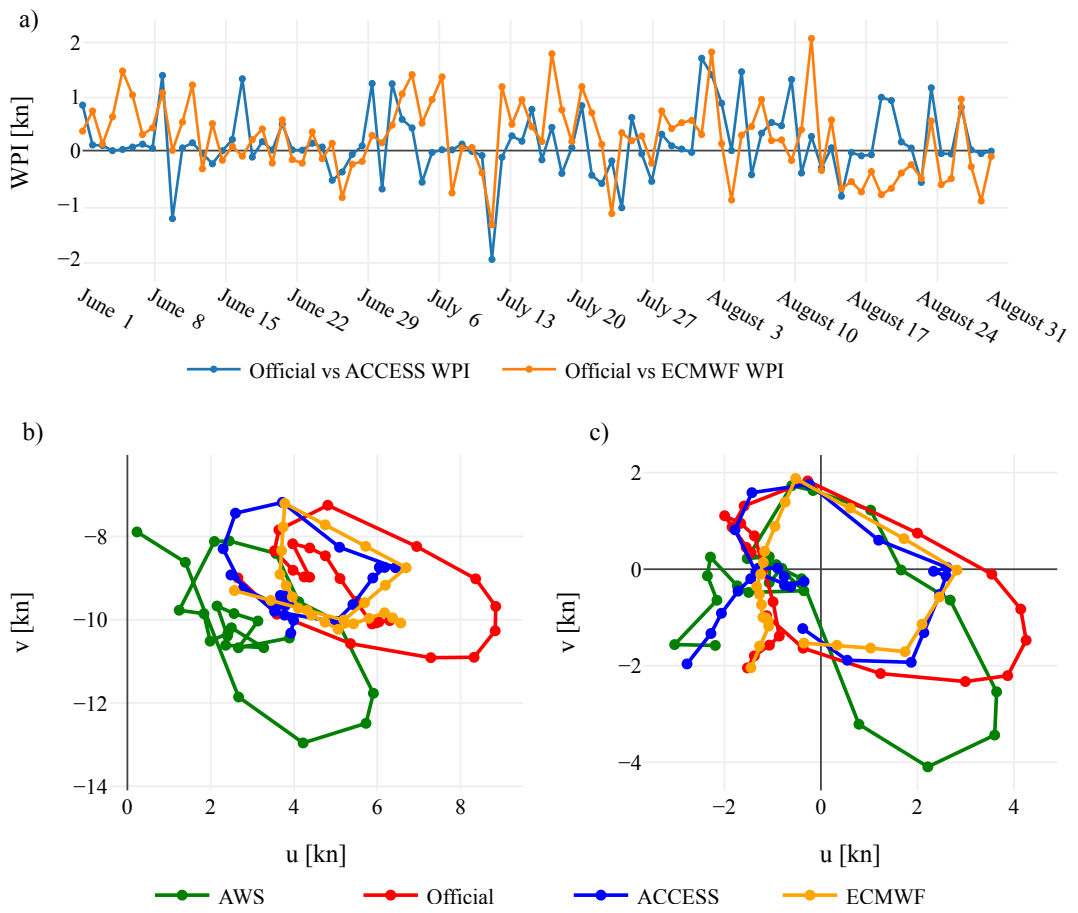 a)
WPI [kn]
2
1
0
−1
−2
June 1
June 8
June 15
June 22
June 29
July 6
July 13
July 20
July 27
August 3
August 10
August 17
August 24
August 31
Official vs ACCESS WPI
Official vs ECMWF WPI
b)
v [kn]
−8
−10
−12
−14
0
2
4
6
8
u [kn]
c)
v [kn]
2
0
−2
−4
−2
0
2
4
u [kn]
AWS
Official
ACCESS
ECMWF